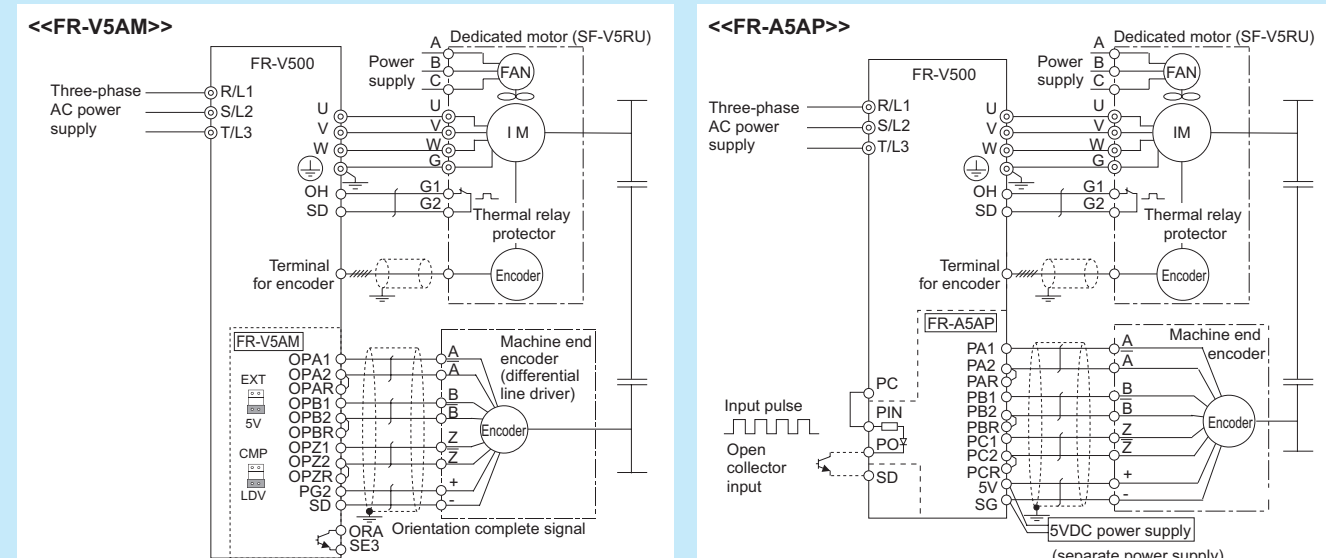 <<FR-V5AM>>
Dedicated motor (SF-V5RU)
FR-V500
Power
supply
A
B
C
FAN
Three-phase
AC power
supply
R/L1
S/L2
T/L3
U
V
W
U
V
W
G
I M
OH
SD
G1
G2
Thermal relay
protector
Terminal
for encoder
Encoder
FR-V5AM
EXT
5V
CMP
LDV
OPA1
OPA2
OPAR
OPB1
OPB2
OPBR
OPZ1
OPZ2
OPZR
PG2
SD
A
A
B
B
Z
Z
+
-
Machine end
encoder
(differential
line driver)
Encoder
ORA
SE3
Orientation complete signal
<<FR-A5AP>>
Dedicated motor (SF-V5RU)
FR-V500
Power
supply
A
B
C
FAN
Three-phase
AC power
supply
R/L1
S/L2
T/L3
U
V
W
U
V
W
G
IM
OH
SD
G1
G2
Thermal relay
protector
Terminal
for encoder
Encoder
FR-A5AP
PA1
PA2
PAR
PB1
PB2
PBR
PC1
PC2
PCR
5V
SG
A
A
B
B
Z
Z
+
-
Machine end
encoder
Encoder
PC
PIN
PO
SD
Input pulse
Open
collector
input
5VDC power supply
(separate power supply)